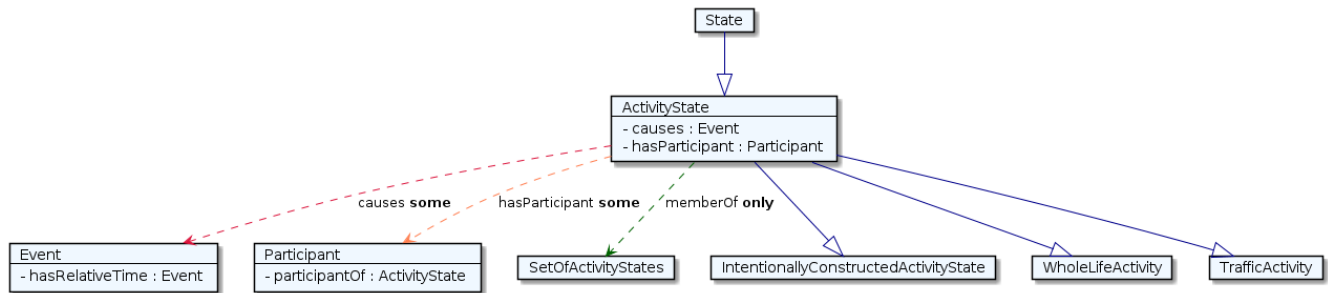 State
ActivityState
- causes : Event
- hasParticipant : Participant
causes some
hasParticipant some
memberOf only
Event
- hasRelativeTime : Event
Participant
- participantOf : ActivityState
SetOfActivityStates
IntentionallyConstructedActivityState
WholeLifeActivity
TrafficActivity